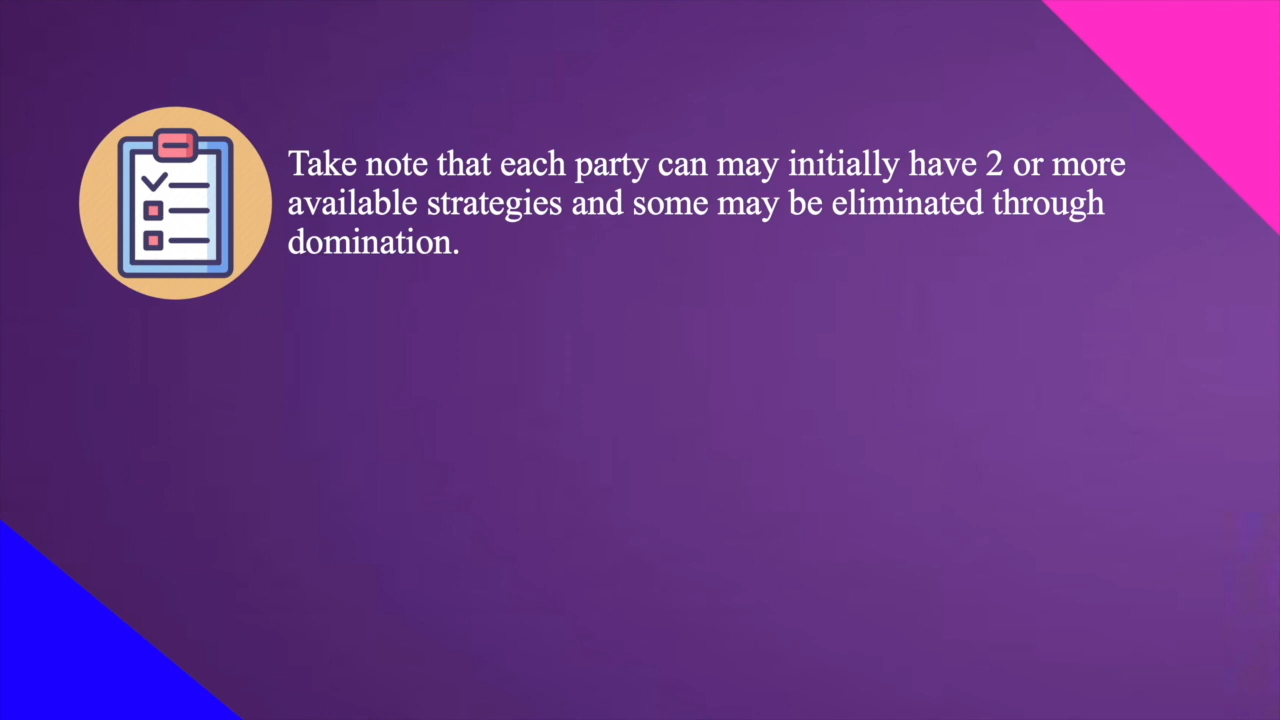 Take note that each party can may initially have 2 or more
available strategies and some may be eliminated through
domination.